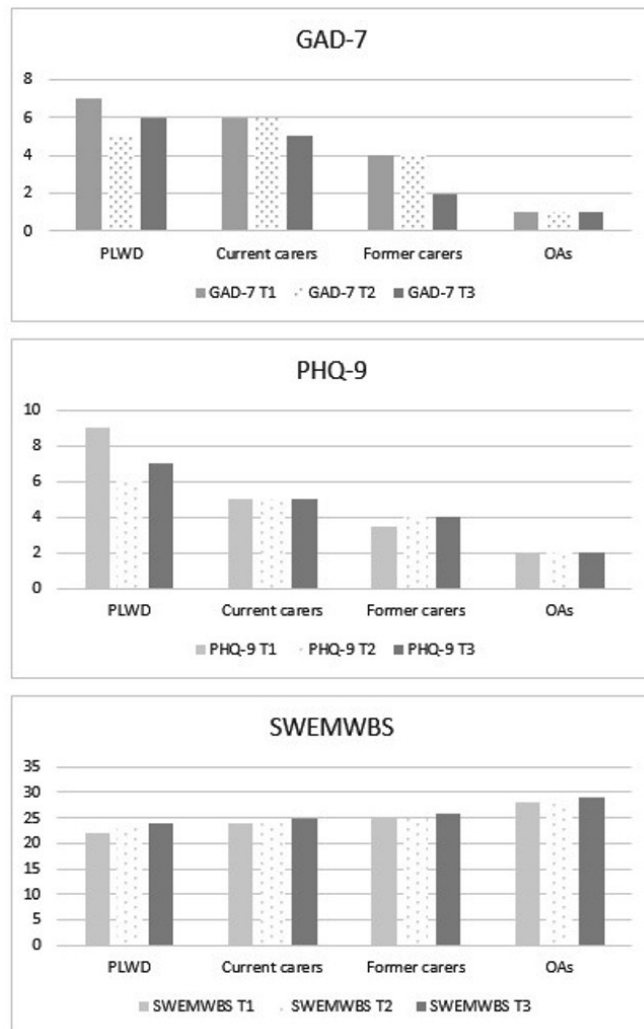 GAD-7
8
6
4
2
0
PLWD Current carers Former carers OAs
GAD-7 T1 GAD-7 T2 GAD-7 T3
PHQ-9
10
8
6
4
2
0
PLWD Current carers Former carers OAs
PHQ-9 T1 PHQ-9 T2 PHQ-9 T3
SWEMWBS
35
30
25
20
15
10
5
0
PLWD Current carers Former carers OAs
SWEMWBS T1 SWEMWBS T2 SWEMWBS T3